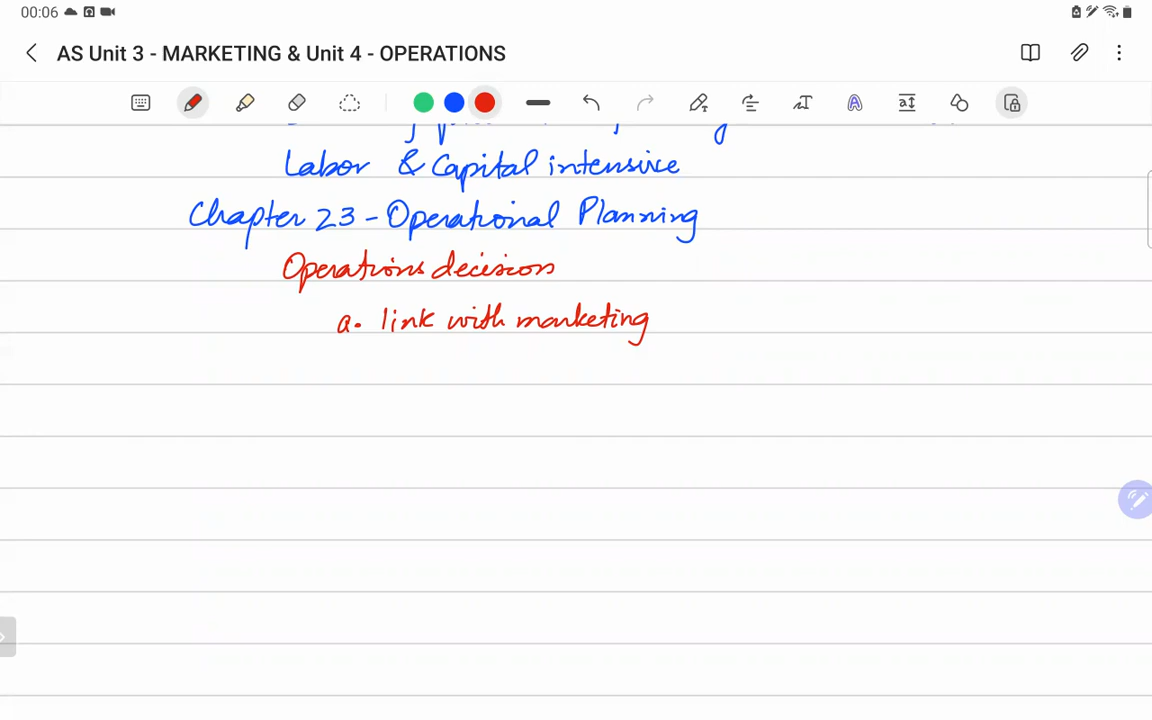 00:06
AS Unit 3 - MARKETING & Unit 4 - OPERATIONS
Labor & Capital intensive
Chapter 23 - Operational Planning
Operations decision
a. link with marketing